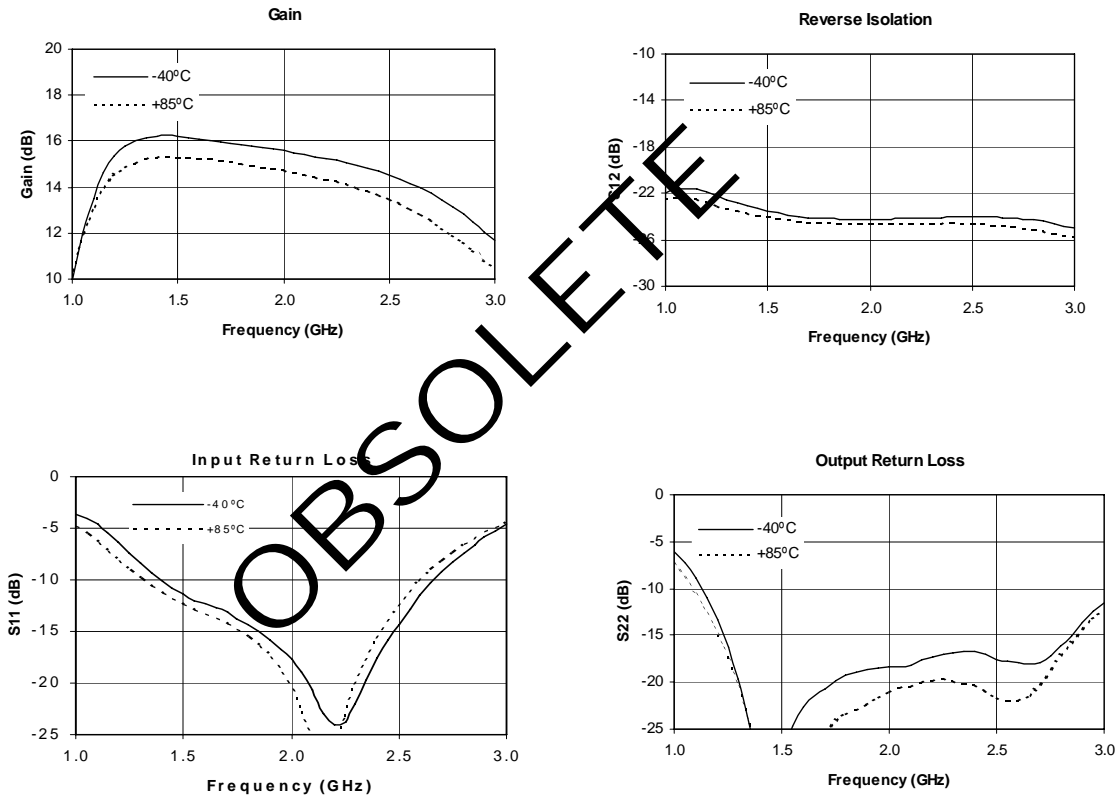 Gain
20
18
16
14
12
10
Gain (dB)
-40ºC
+85ºC
1.0 1.5 2.0 2.5 3.0
Frequency (GHz)
Reverse Isolation
-10
-14
-18
-22
-26
-30
S12 (dB)
-40ºC
+85ºC
1.0 1.5 2.0 2.5 3.0
Frequency (GHz)
OBSOLETE
Input Return Loss
0
-5
-10
-15
-20
-25
S11 (dB)
-40ºC
+85ºC
1.0 1.5 2.0 2.5 3.0
Frequency (GHz)
Output Return Loss
0
-5
-10
-15
-20
-25
S22 (dB)
-40ºC
+85ºC
1.0 1.5 2.0 2.5 3.0
Frequency (GHz)